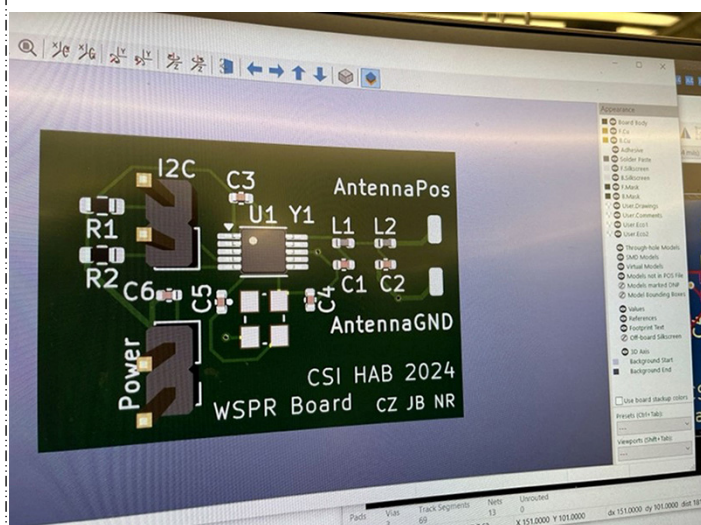 I2C
C3
AntennaPos
U1 Y1
L1 L2
R1
R2
C6
C5
C4
C1 C2
AntennaGND
Power
CSI HAB 2024
WSPR Board CZ JB NR
Appearance
Board Body
F.Cu
B.Cu
Adhesive
Solder Paste
F.Silkscreen
B.Silkscreen
F.Mask
B.Mask
User.Drawings
User.Comments
User.Eco1
User.Eco2
Through-hole Models
SMD Models
Virtual Models
Models not in POS File
Models marked DNP
Model Bounding Boxes
Values
References
Footprint Text
Off-board Silkscreen
3D Axis
Background Start
Background End
Use board stackup colors
Presets (Ctrl+Tab):
Viewports (Shift+Tab):
Pads
Vias
Track Segments
69
Nets
13
Unrouted
0
X 151.0000 Y 101.0000
dx 151.0000 dy 101.0000